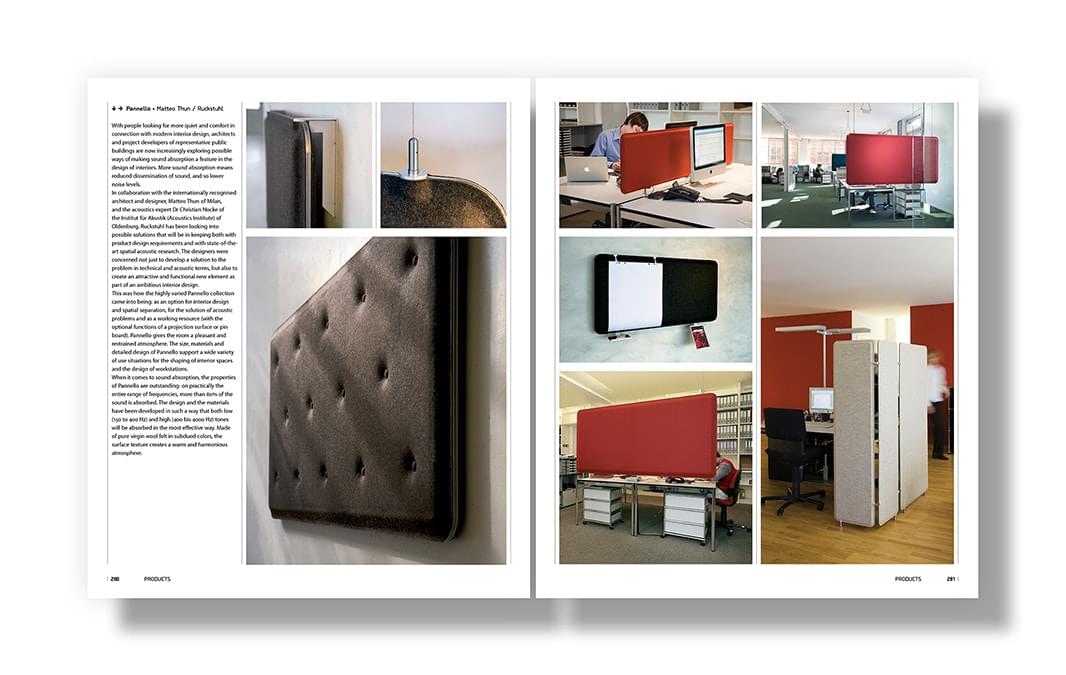 Pannello • Matteo Thun / Ruckstuhl
With people looking for more quiet and comfort in
connection with modern interior design, architects
and project developers of representative public
buildings are now increasingly exploring possible
ways of making sound absorption a feature in the
design of interiors. More sound absorption means
reduced dissemination of sound, and so lower
noise levels.
In collaboration with the internationally recognised
architect and designer, Matteo Thun of Milan,
and the acoustics expert Dr Christian Nocke of
the Institut für Akustik (Acoustics Institute) of
Oldenburg, Ruckstuhl has been looking into
possible solutions that will be in keeping both with
product design requirements and with state-of-the-
art spatial acoustic research. The designers were
concerned not just to develop a solution to the
problem in technical and acoustic terms, but also to
create an attractive and functional new element as
part of an ambitious interior design.
This was how the highly varied Pannello collection
came into being: as an option for interior design
and spatial separation, for the solution of acoustic
problems and as a working resource (with the
optional functions of a projection surface or pin
board), Pannello gives the room a pleasant and
restrained atmosphere. The size, materials and
detailed design of Pannello support a wide variety
of use situations for the shaping of interior spaces
and the design of workstations.
When it comes to sound absorption, the properties
of Pannello are outstanding: on practically the
entire range of frequencies, more than 60% of the
sound is absorbed. The design and the materials
have been developed in such a way that both low
(150 to 400 Hz) and high (400 bis 4000 Hz) tones
will be absorbed in the most effective way. Made
of pure virgin wool felt in subdued colors, the
surface texture creates a warm and harmonious
atmosphere.
280 PRODUCTS
PRODUCTS 281